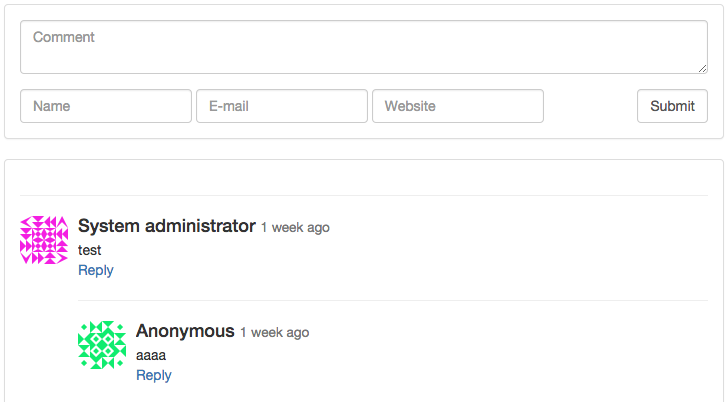 Comment
Name E-mail Website Submit
System administrator 1 week ago
test
Reply
Anonymous 1 week ago
aaaa
Reply